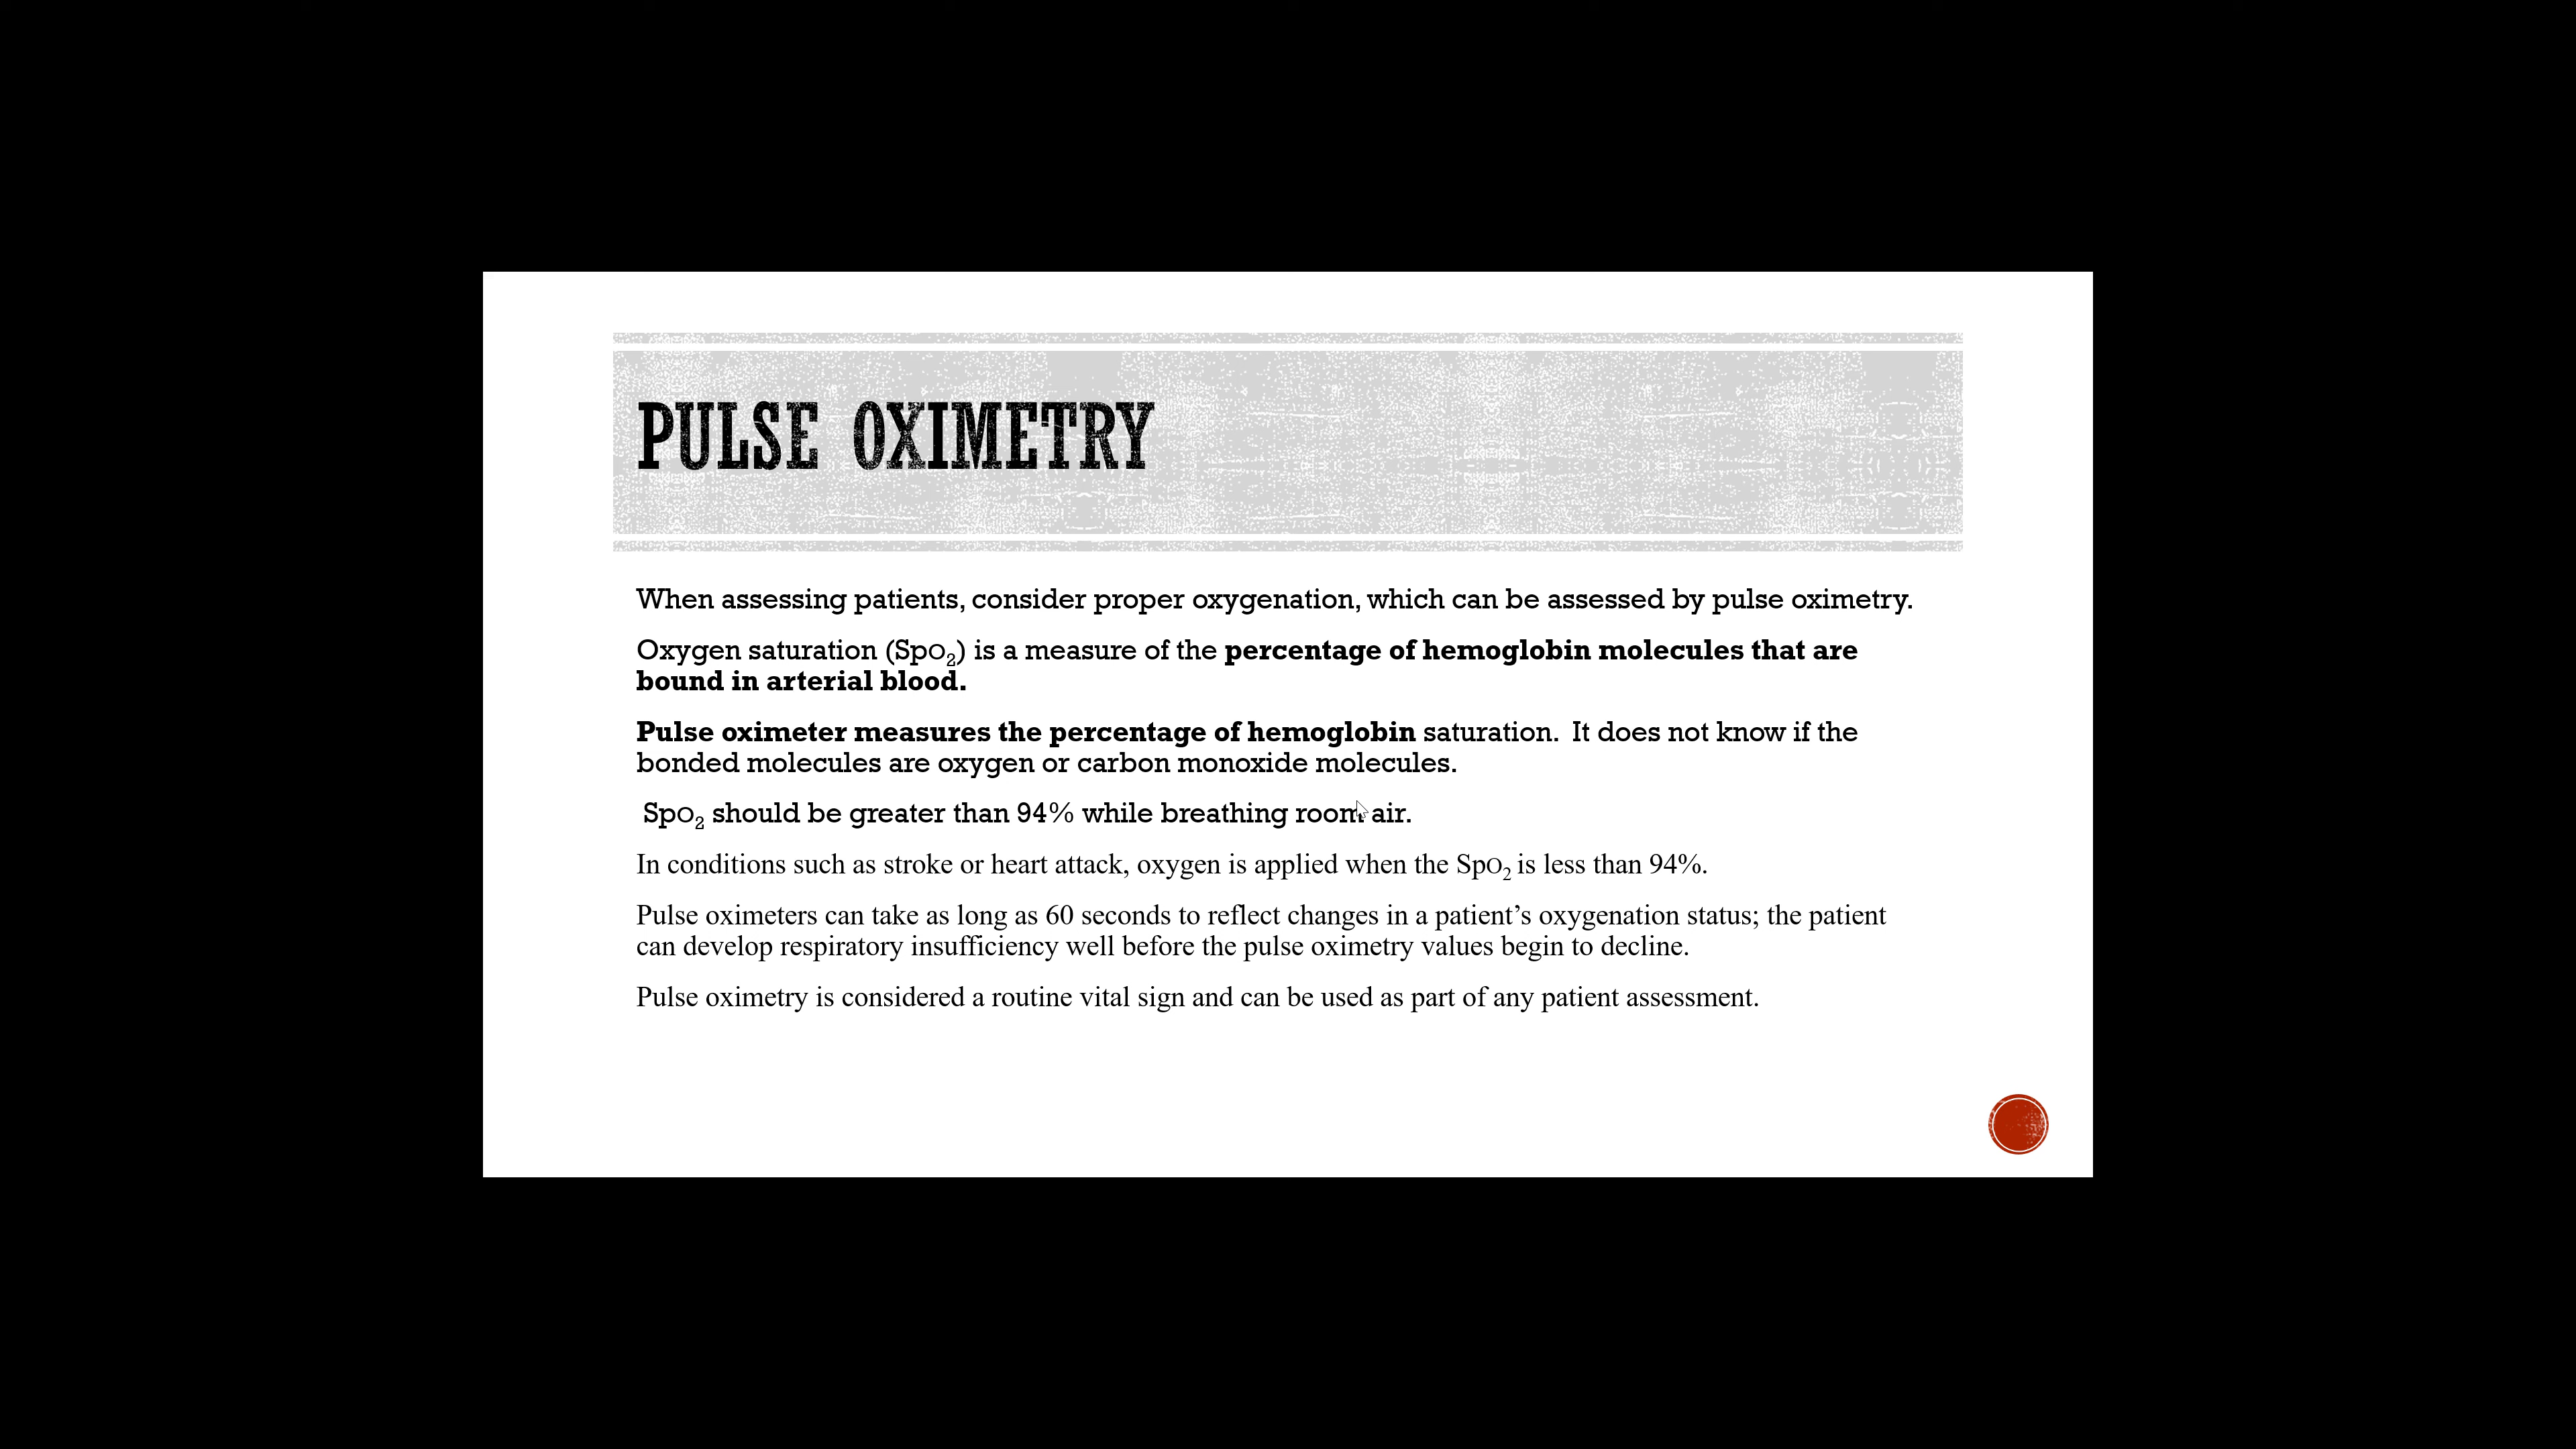 PULSE OXIMETRY
When assessing patients, consider proper oxygenation, which can be assessed by pulse oximetry.
Oxygen saturation (SpO₂) is a measure of the percentage of hemoglobin molecules that are
bound in arterial blood.
Pulse oximeter measures the percentage of hemoglobin saturation. It does not know if the
bonded molecules are oxygen or carbon monoxide molecules.
SpO₂ should be greater than 94% while breathing room air.
In conditions such as stroke or heart attack, oxygen is applied when the SpO₂ is less than 94%.
Pulse oximeters can take as long as 60 seconds to reflect changes in a patient’s oxygenation status; the patient
can develop respiratory insufficiency well before the pulse oximetry values begin to decline.
Pulse oximetry is considered a routine vital sign and can be used as part of any patient assessment.